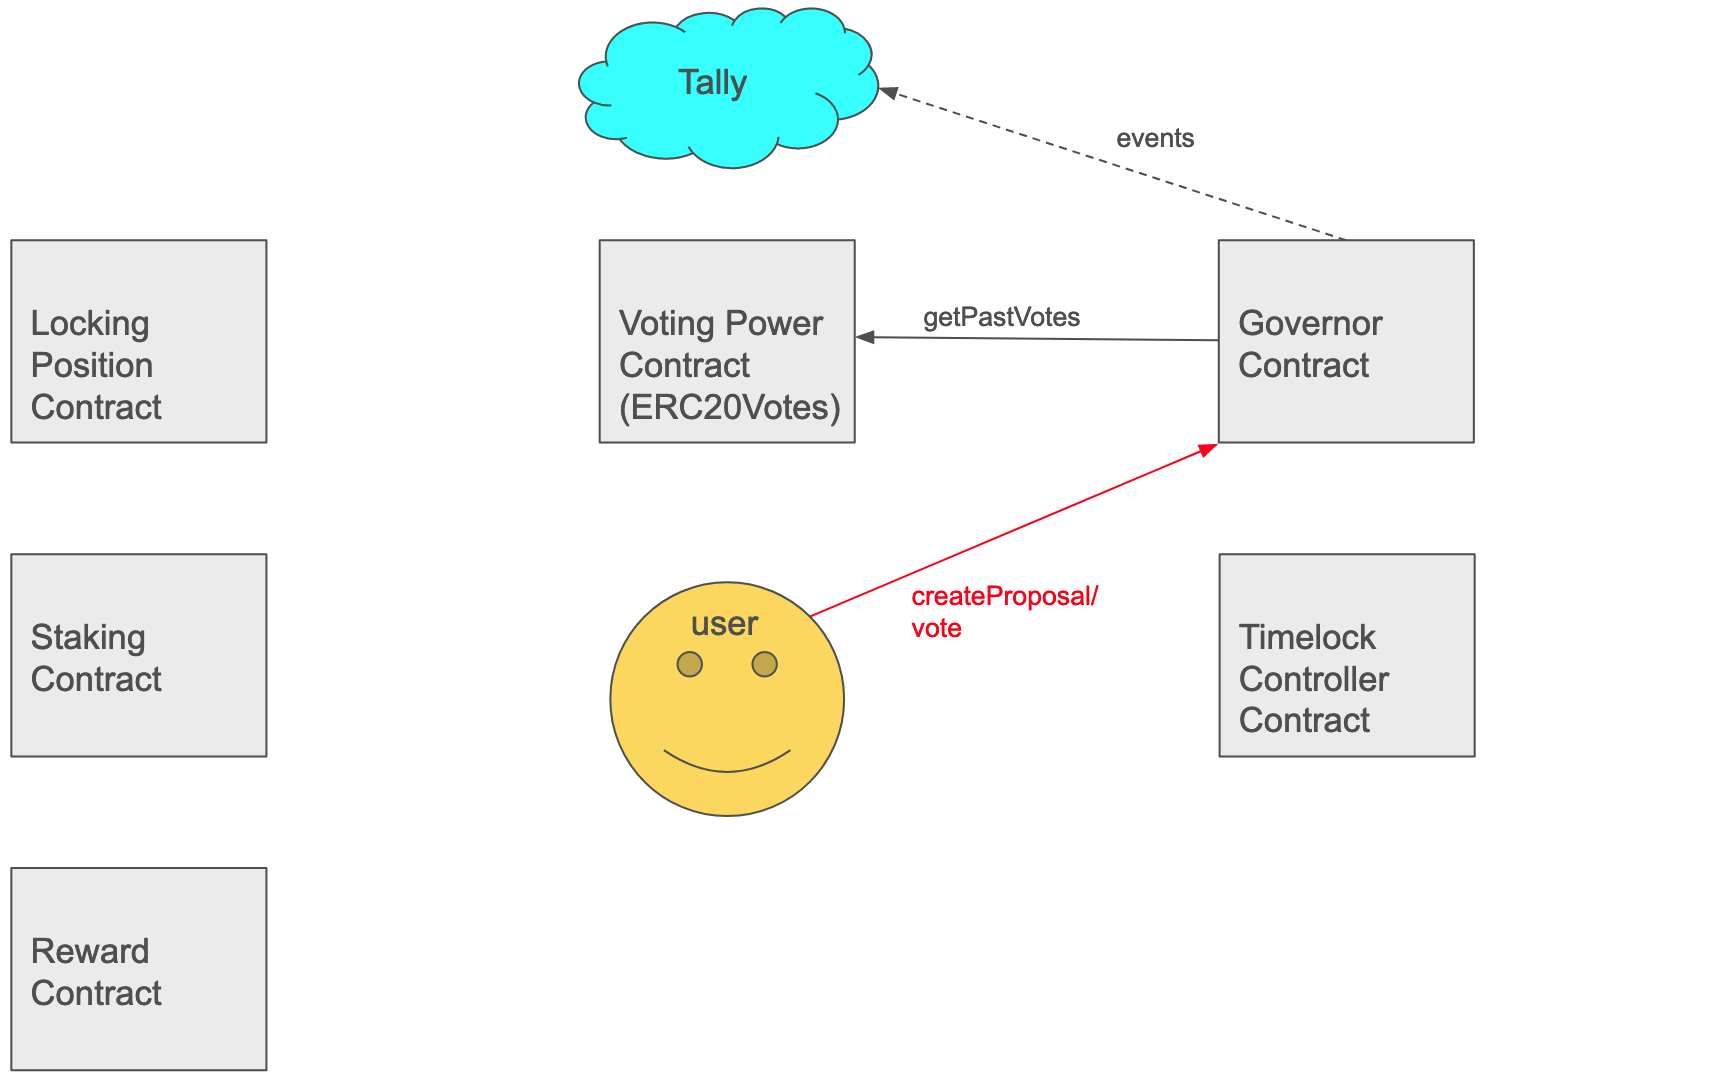 Tally
events
Locking
Position
Contract
Voting Power
Contract
(ERC20Votes)
getPastVotes
Governor
Contract
Staking
Contract
user
createProposal/
vote
Timelock
Controller
Contract
Reward
Contract